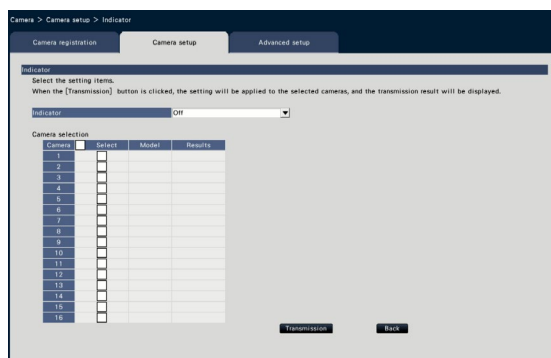 Camera > Camera setup > Indicator
Camera registration Camera setup Advanced setup
Indicator
Select the setting items.
When the [Transmission] button is clicked, the setting will be applied to the selected cameras, and the transmission result will be displayed.
Indicator Off
Camera selection
Camera Select Model Results
1
2
3
4
5
6
7
8
9
10
11
12
13
14
15
16
Transmission Back